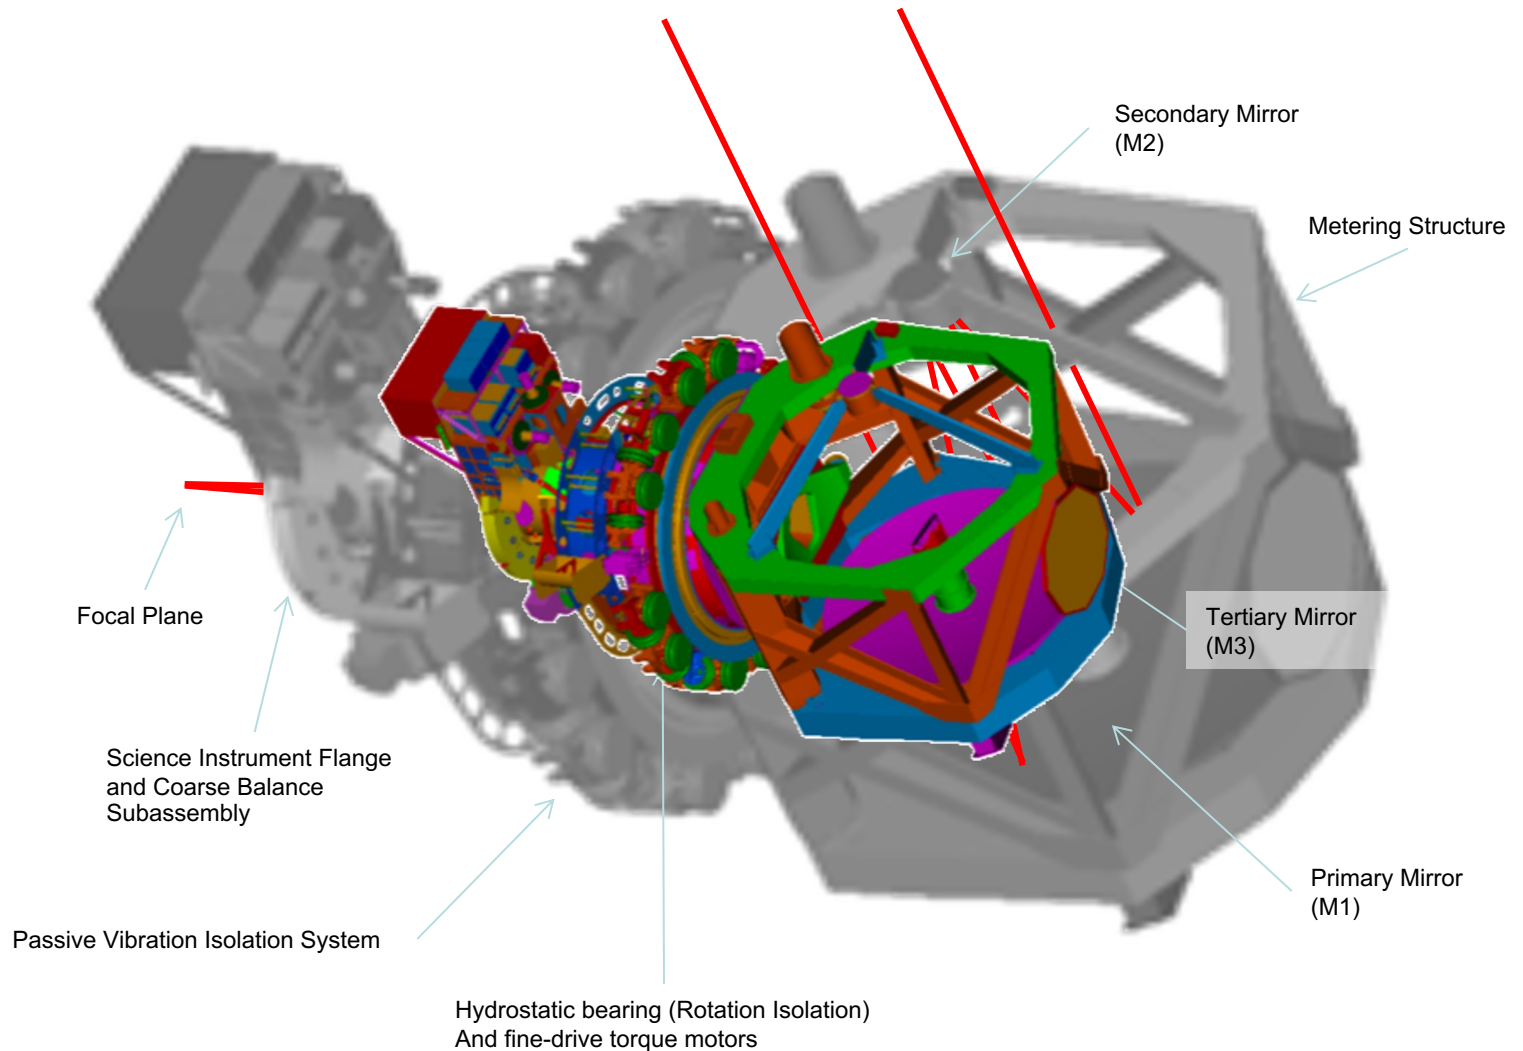 Secondary Mirror
(M2)
Metering Structure
Focal Plane
Tertiary Mirror
(M3)
Science Instrument Flange
and Coarse Balance
Subassembly
Primary Mirror
(M1)
Passive Vibration Isolation System
Hydrostatic bearing (Rotation Isolation)
And fine-drive torque motors